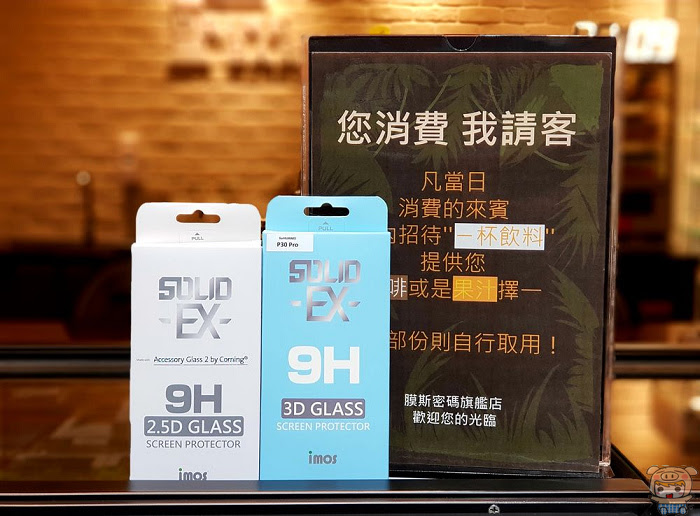 您消費 我請客
凡當日
消費的來賓
招待"一杯飲料"
提供您
啡或是果汁擇一
部份則自行取用！
膜斯密碼旗艦店
歡迎您的光臨
PULL
SOLID
-EX-
Accessory Glass 2 by Corning®
9H
2.5D GLASS
SCREEN PROTECTOR
imos
PULL
P30 Pro
SOLID
-EX-
9H
3D GLASS
SCREEN PROTECTOR
imos